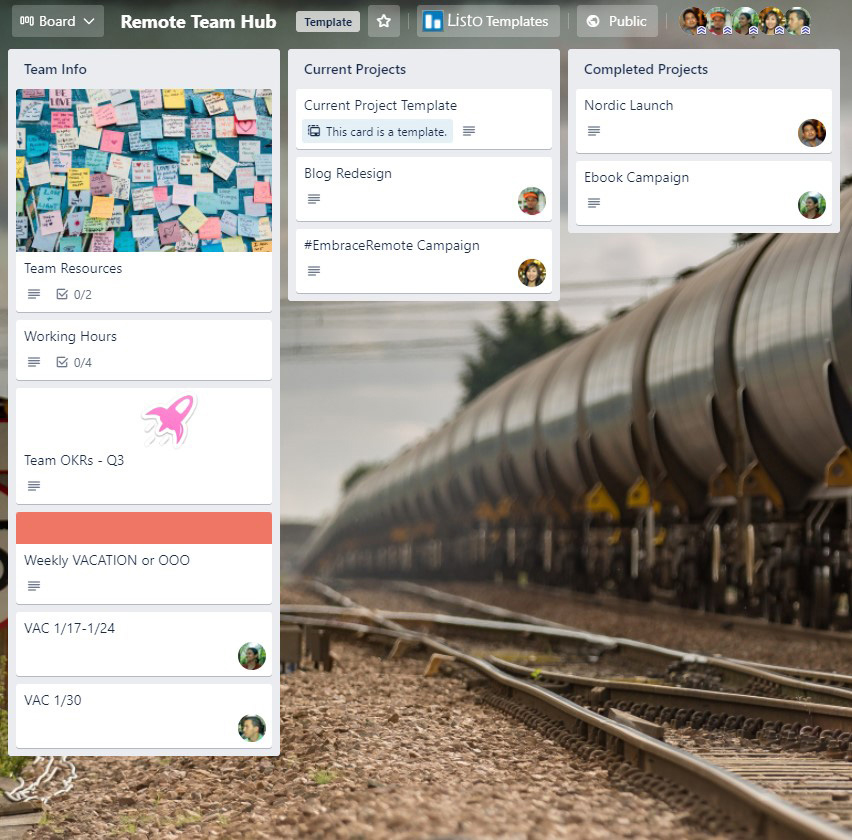 Board
Remote Team Hub
Template
Listo Templates
Public
Team Info
BE LOVE
Team Resources
0/2
Working Hours
0/4
Team OKRs - Q3
Weekly VACATION or OOO
VAC 1/17-1/24
VAC 1/30
Current Projects
Current Project Template
This card is a template.
Blog Redesign
#EmbraceRemote Campaign
Completed Projects
Nordic Launch
Ebook Campaign